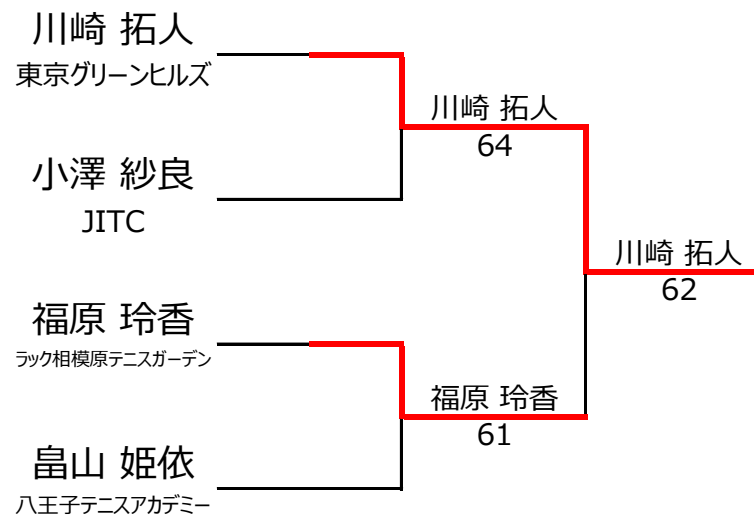 川崎 拓人
東京グリーンヒルズ
川崎 拓人
64
小澤 紗良
JITC
川崎 拓人
62
福原 玲香
ラック相模原テニスガーデン
福原 玲香
61
畠山 姫依
八王子テニスアカデミー